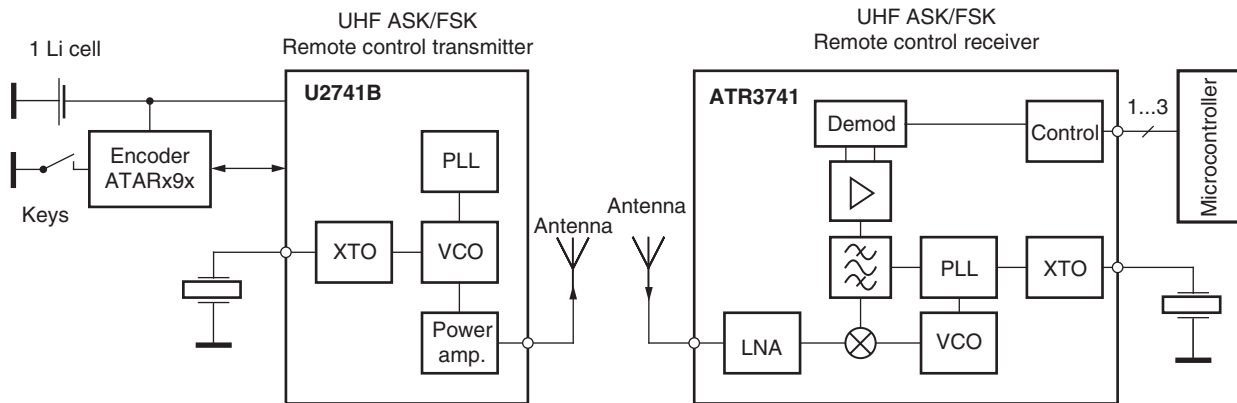 UHF ASK/FSK
Remote control transmitter
1 Li cell
U2741B
Encoder
ATARx9x
Keys
PLL
XTO
VCO
Power
amp.
Antenna
UHF ASK/FSK
Remote control receiver
Antenna
ATR3741
Demod
Control
1...3
Microcontroller
PLL
XTO
LNA
VCO